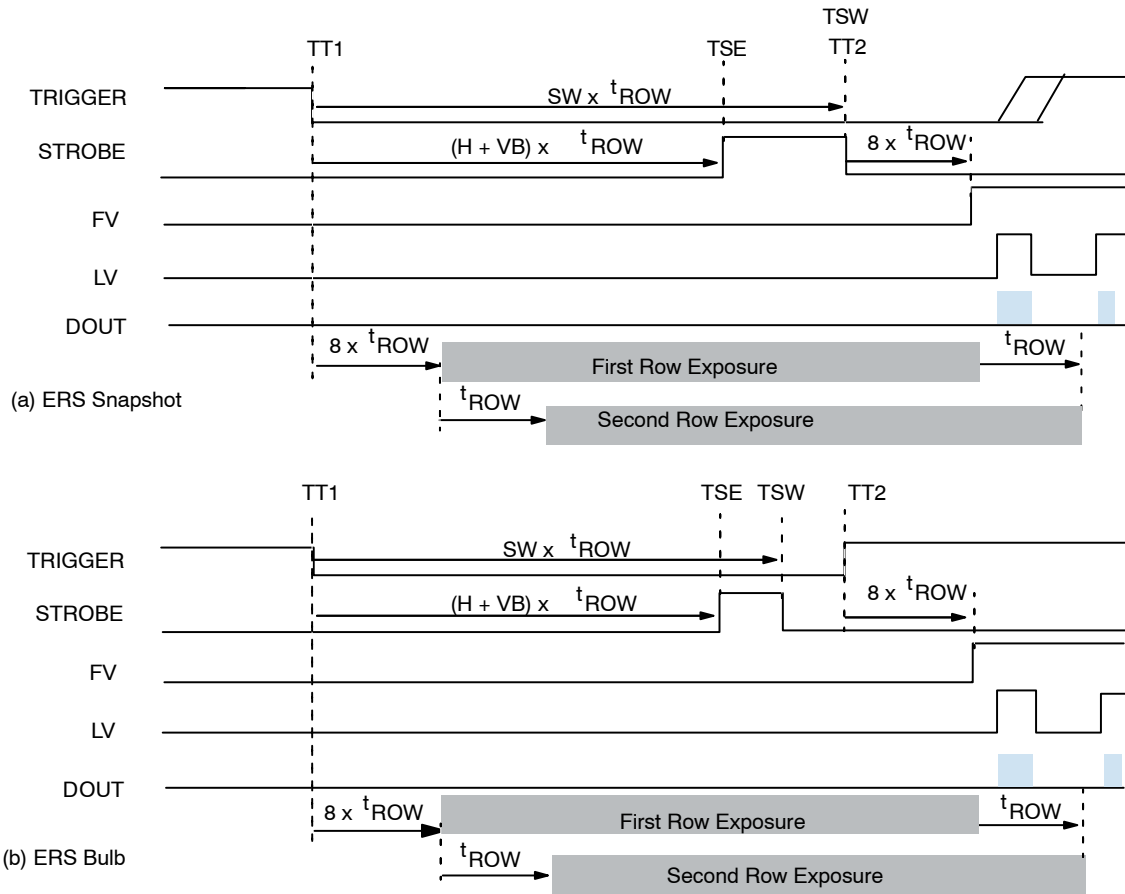 TSW
TT1 TSE TT2
TRIGGER SW x tROW
STROBE (H + VB) x tROW 8 x tROW
FV
LV
DOUT
8 x tROW First Row Exposure tROW
(a) ERS Snapshot
tROW Second Row Exposure
TT1 TSE TSW TT2
TRIGGER SW x tROW
STROBE (H + VB) x tROW 8 x tROW
FV
LV
DOUT
8 x tROW First Row Exposure tROW
(b) ERS Bulb
tROW Second Row Exposure